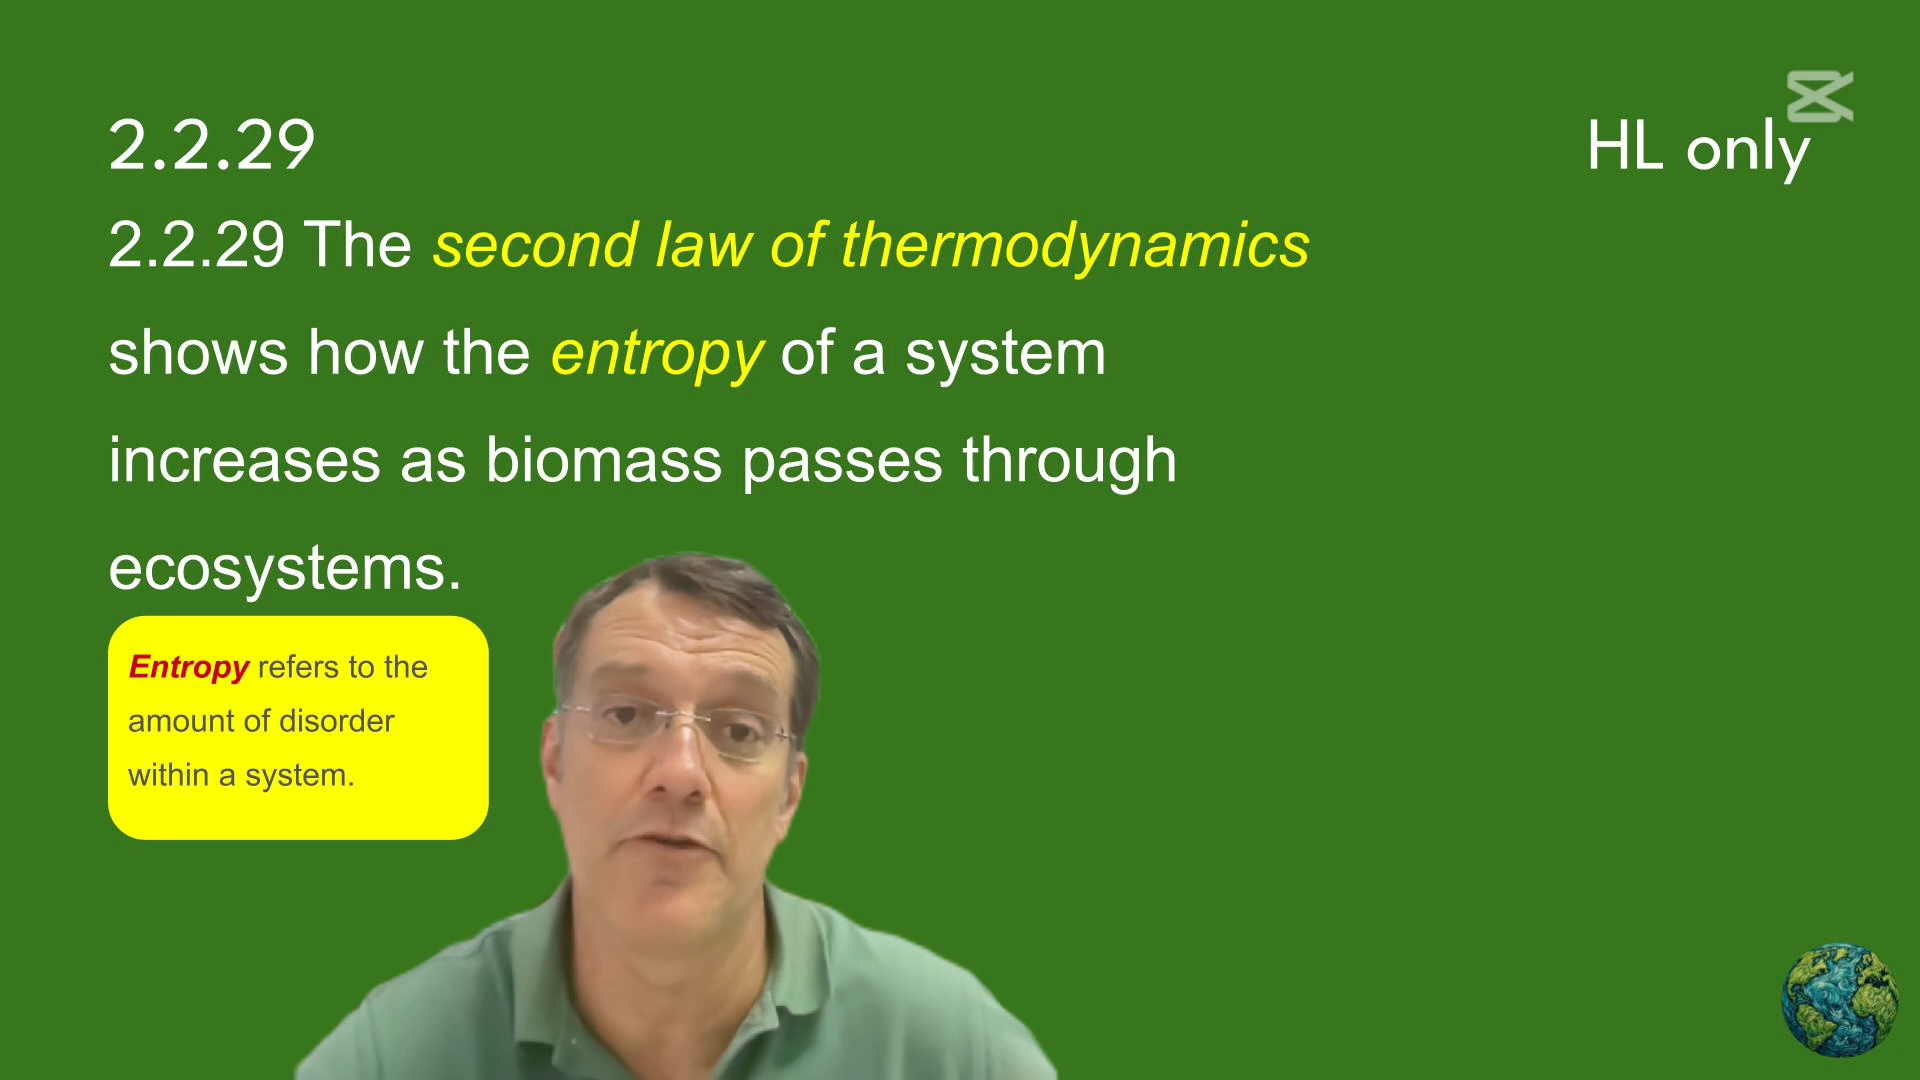 2.2.29
HL only
2.2.29 The second law of thermodynamics
shows how the entropy of a system
increases as biomass passes through
ecosystems.
Entropy refers to the
amount of disorder
within a system.